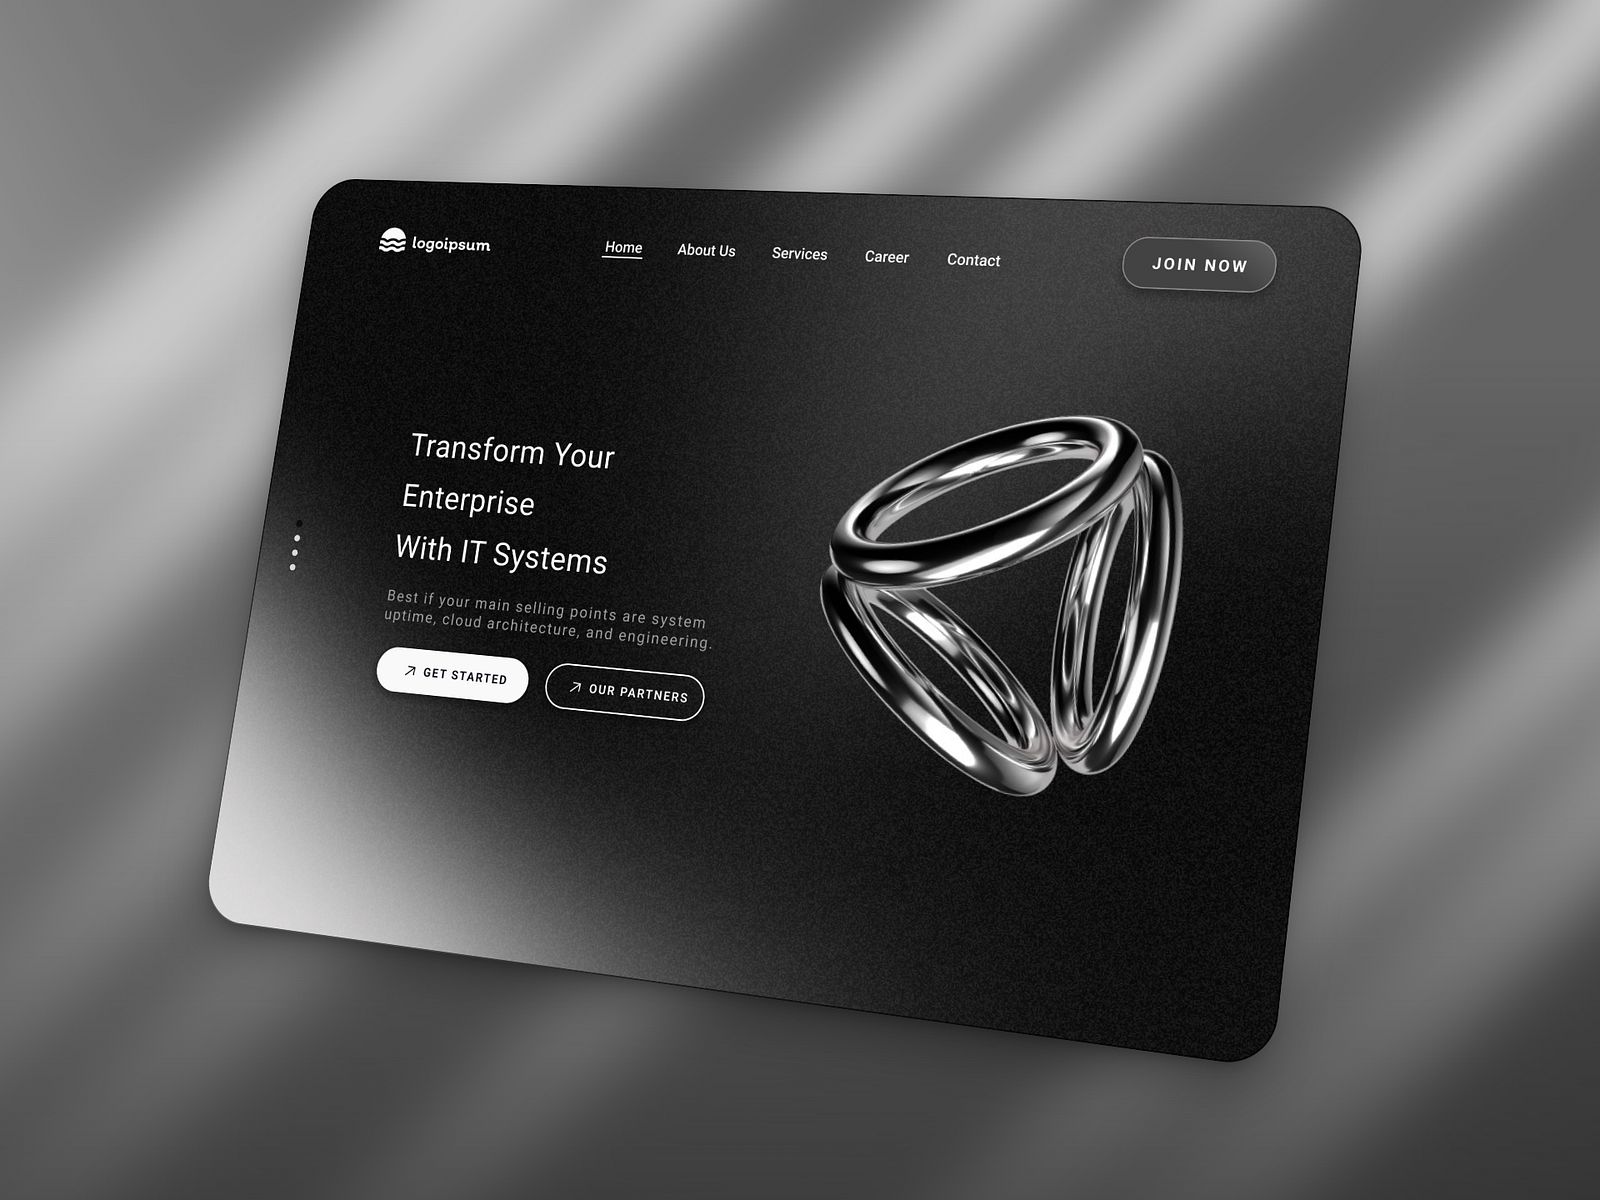 logoipsum
Home
About Us
Services
Career
Contact
JOIN NOW
Transform Your
Enterprise
With IT Systems
Best if your main selling points are system
uptime, cloud architecture, and engineering.
GET STARTED
OUR PARTNERS